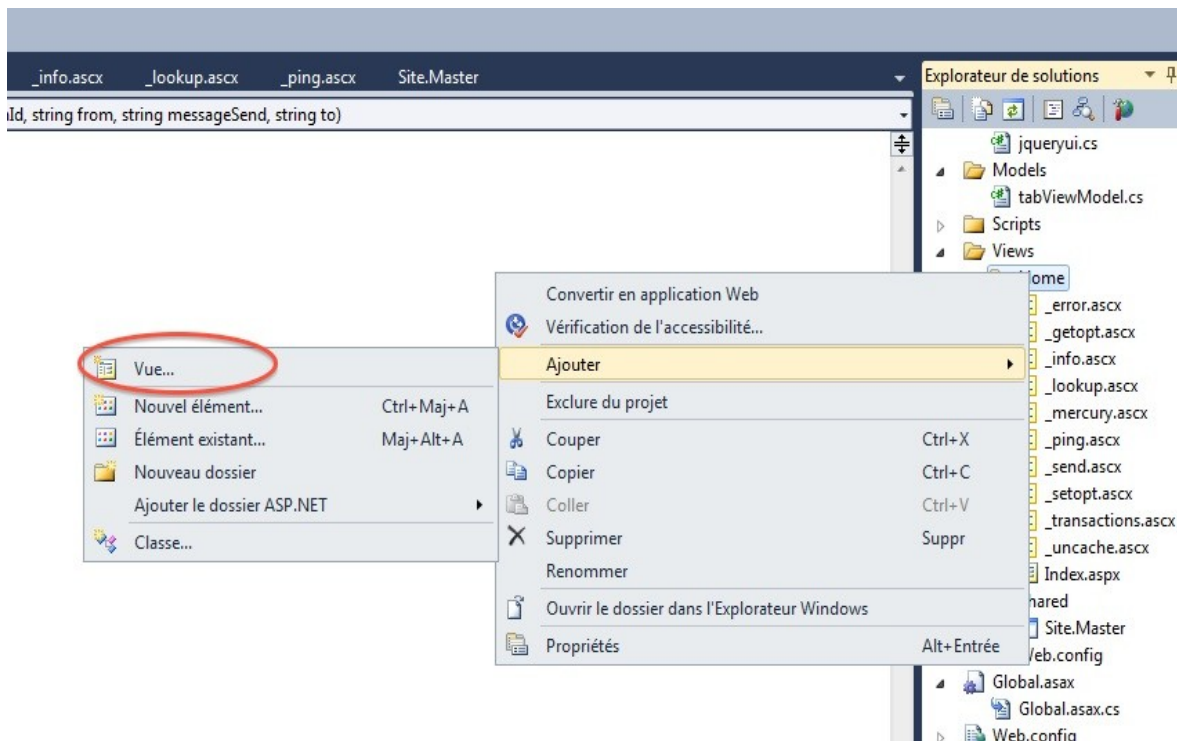 _info.ascx _lookup.ascx _ping.ascx Site.Master
Id, string from, string messageSend, string to)
Explorateur de solutions
jqueryui.cs
Models
tabViewModel.cs
Scripts
Views
ome
_error.ascx
_getopt.ascx
_info.ascx
_lookup.ascx
_mercury.ascx
_ping.ascx
_send.ascx
_setopt.ascx
_transactions.ascx
_uncache.ascx
Index.aspx
hared
Site.Master
eb.config
Global.asax
Global.asax.cs
Web.config
Convertir en application Web
Vérification de l'accessibilité...
Ajouter
Exclure du projet
Couper Ctrl+X
Copier Ctrl+C
Coller Ctrl+V
Supprimer Suppr
Renommer
Ouvrir le dossier dans l'Explorateur Windows
Propriétés Alt+Entrée
Vue...
Nouvel élément... Ctrl+Maj+A
Élément existant... Maj+Alt+A
Nouveau dossier
Ajouter le dossier ASP.NET
Classe...